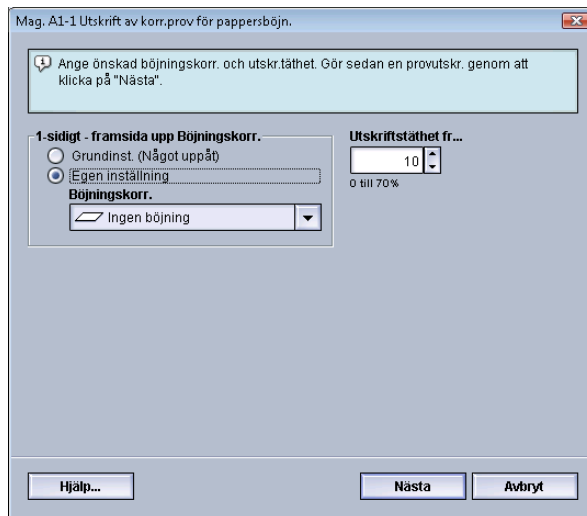 Mag. A1-1 Utskrift av korr.prov för pappersböjn.
Ange önskad böjningskorr. och utskr.täthet. Gör sedan en provutskr. genom att
klicka på "Nästa".
1-sidigt - framsida upp Böjningskorr.
Grundinst. (Något uppåt)
Egen inställning
Böjningskorr.
Ingen böjning
Utskriftstäthet fr...
10
0 till 70%
Hjälp...
Nästa
Avbryt